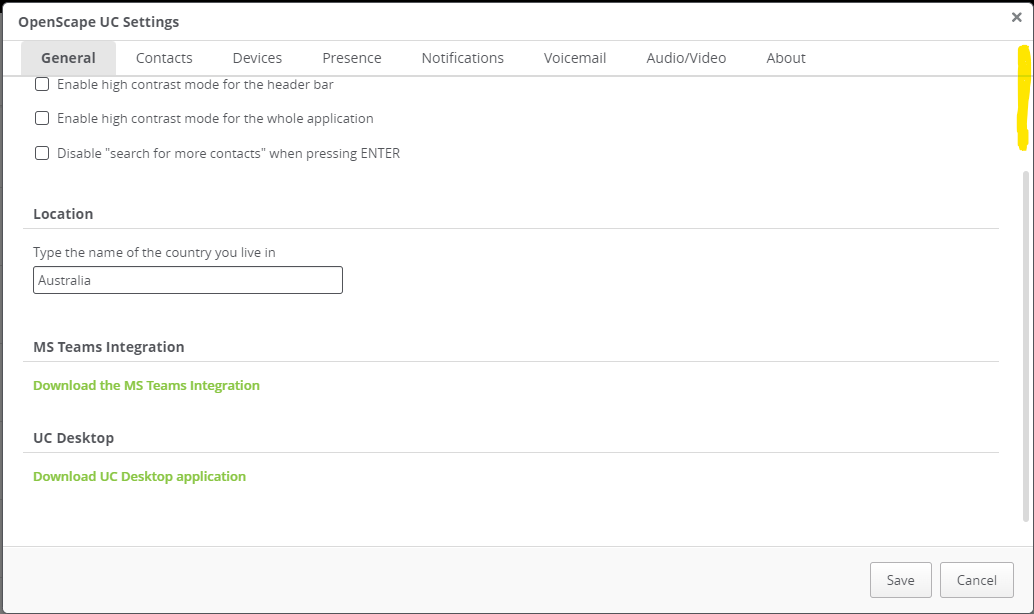 OpenScape UC Settings
General Contacts Devices Presence Notifications Voicemail Audio/Video About
Enable high contrast mode for the header bar
Enable high contrast mode for the whole application
Disable "search for more contacts" when pressing ENTER
Location
Type the name of the country you live in
Australia
MS Teams Integration
Download the MS Teams Integration
UC Desktop
Download UC Desktop application
Save Cancel